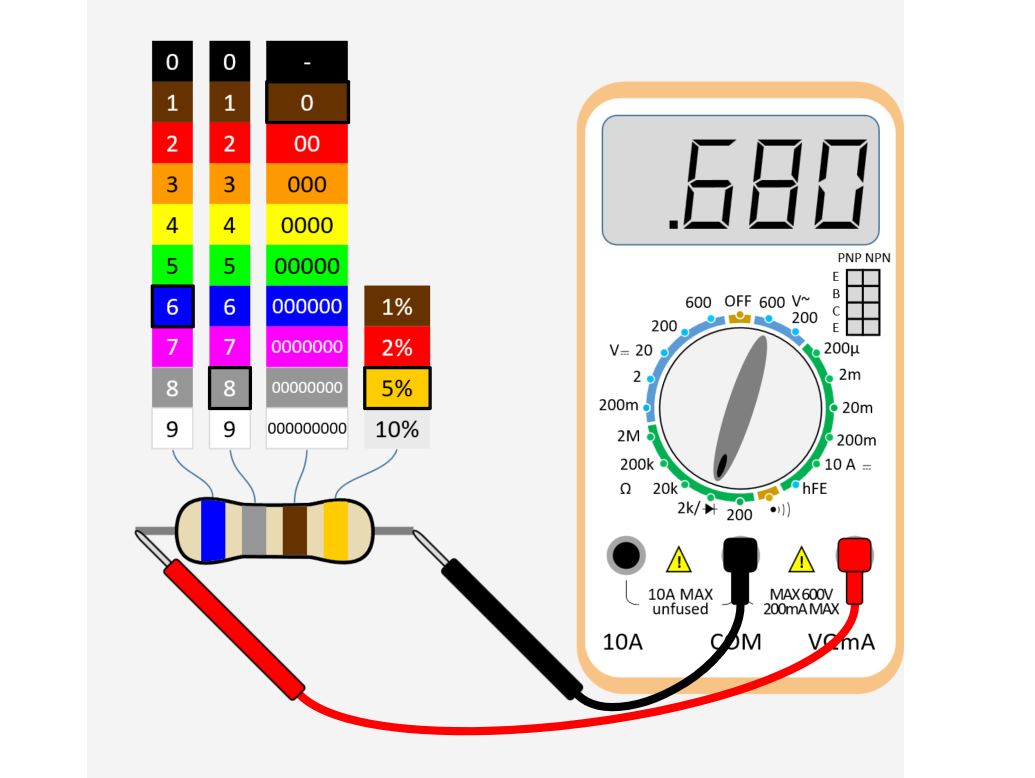 0 0 -
1 1 0
2 2 00
3 3 000
4 4 0000
5 5 00000
6 6 000000 1%
7 7 0000000 2%
8 8 00000000 5%
9 9 000000000 10%
.680
PNP NPN
E
B
C
E
600 OFF 600 V~
200 200
V⎓ 20 200µ
2 2m
200m 20m
2M 200m
200k 10 A ⎓
Ω 20k hFE
2k/ 200 •)))
! !
10A MAX
unfused
MAX 600V
200mA MAX
10A COM VΩmA